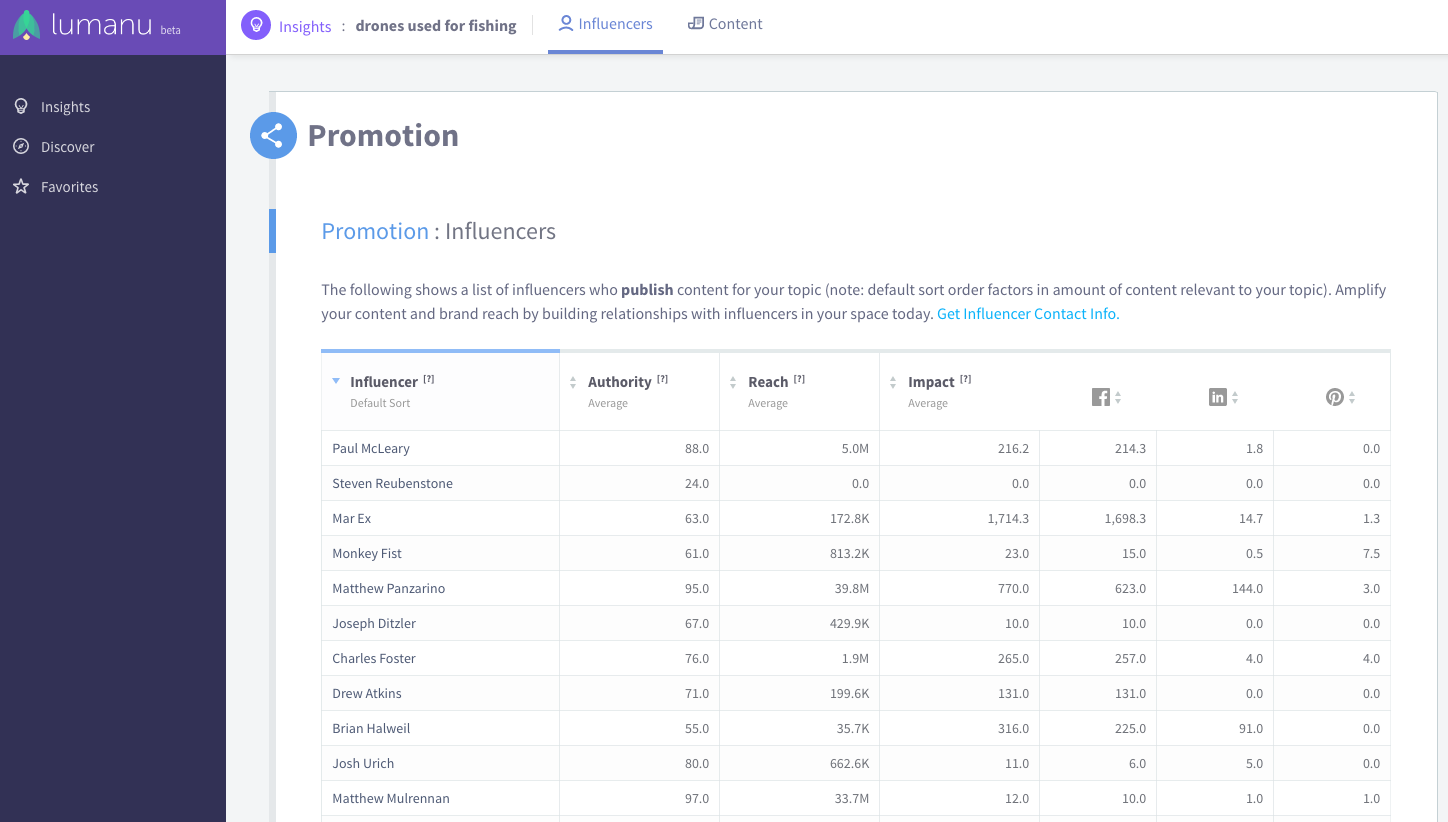 lumanu beta
Insights : drones used for fishing
Influencers
Content
Insights
Discover
Favorites
Promotion
Promotion : Influencers
The following shows a list of influencers who publish content for your topic (note: default sort order factors in amount of content relevant to your topic). Amplify
your content and brand reach by building relationships with influencers in your space today. Get Influencer Contact Info.
Influencer [?] Authority [?] Reach [?] Impact [?]
Default Sort Average Average Average
Paul McLeary 88.0 5.0M 216.2 214.3 1.8 0.0
Steven Reubenstone 24.0 0.0 0.0 0.0 0.0 0.0
Mar Ex 63.0 172.8K 1,714.3 1,698.3 14.7 1.3
Monkey Fist 61.0 813.2K 23.0 15.0 0.5 7.5
Matthew Panzarino 95.0 39.8M 770.0 623.0 144.0 3.0
Joseph Ditzler 67.0 429.9K 10.0 10.0 0.0 0.0
Charles Foster 76.0 1.9M 265.0 257.0 4.0 4.0
Drew Atkins 71.0 199.6K 131.0 131.0 0.0 0.0
Brian Halweil 55.0 35.7K 316.0 225.0 91.0 0.0
Josh Urich 80.0 662.6K 11.0 6.0 5.0 0.0
Matthew Mulrennan 97.0 33.7M 12.0 10.0 1.0 1.0